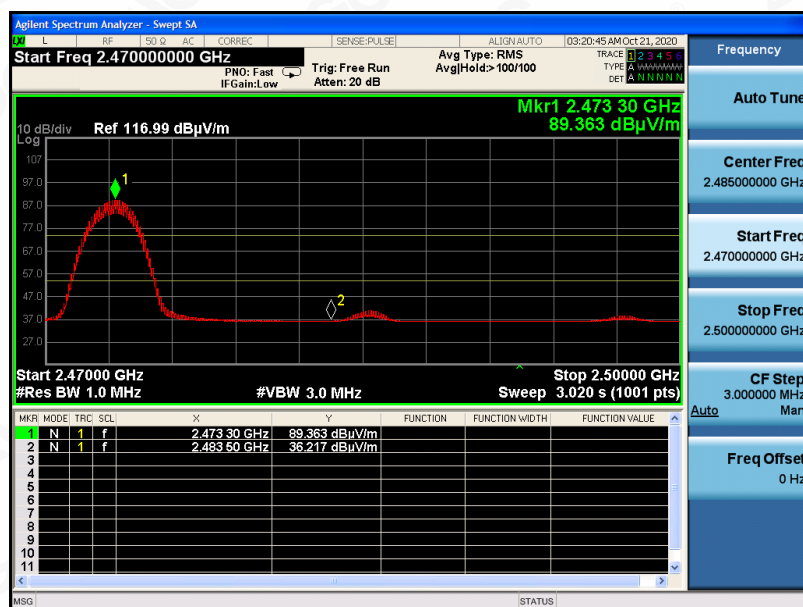 Agilent Spectrum Analyzer - Swept SA
LXI L RF 50 Ω AC CORREC SENSE:PULSE ALIGN AUTO 03:20:45 AM Oct 21, 2020
Start Freq 2.470000000 GHz
PNO: Fast
IFGain:Low
Trig: Free Run
Atten: 20 dB
Avg Type: RMS
Avg|Hold:>100/100
TRACE 1 2 3 4 5 6
TYPE A WWWWW
DET A N N N N N
Mkr1 2.473 30 GHz
89.363 dBµV/m
10 dB/div Ref 116.99 dBµV/m
Log
107
97.0
87.0
77.0
67.0
57.0
47.0
37.0
27.0
1
2
Start 2.47000 GHz
Stop 2.50000 GHz
#Res BW 1.0 MHz #VBW 3.0 MHz Sweep 3.020 s (1001 pts)
MKR MODE TRC SCL X Y FUNCTION FUNCTION WIDTH FUNCTION VALUE
1 N 1 f 2.473 30 GHz 89.363 dBµV/m
2 N 1 f 2.483 50 GHz 36.217 dBµV/m
3
4
5
6
7
8
9
10
11
MSG STATUS
Frequency
Auto Tune
Center Freq
2.485000000 GHz
Start Freq
2.470000000 GHz
Stop Freq
2.500000000 GHz
CF Step
3.000000 MHz
Auto Man
Freq Offset
0 Hz